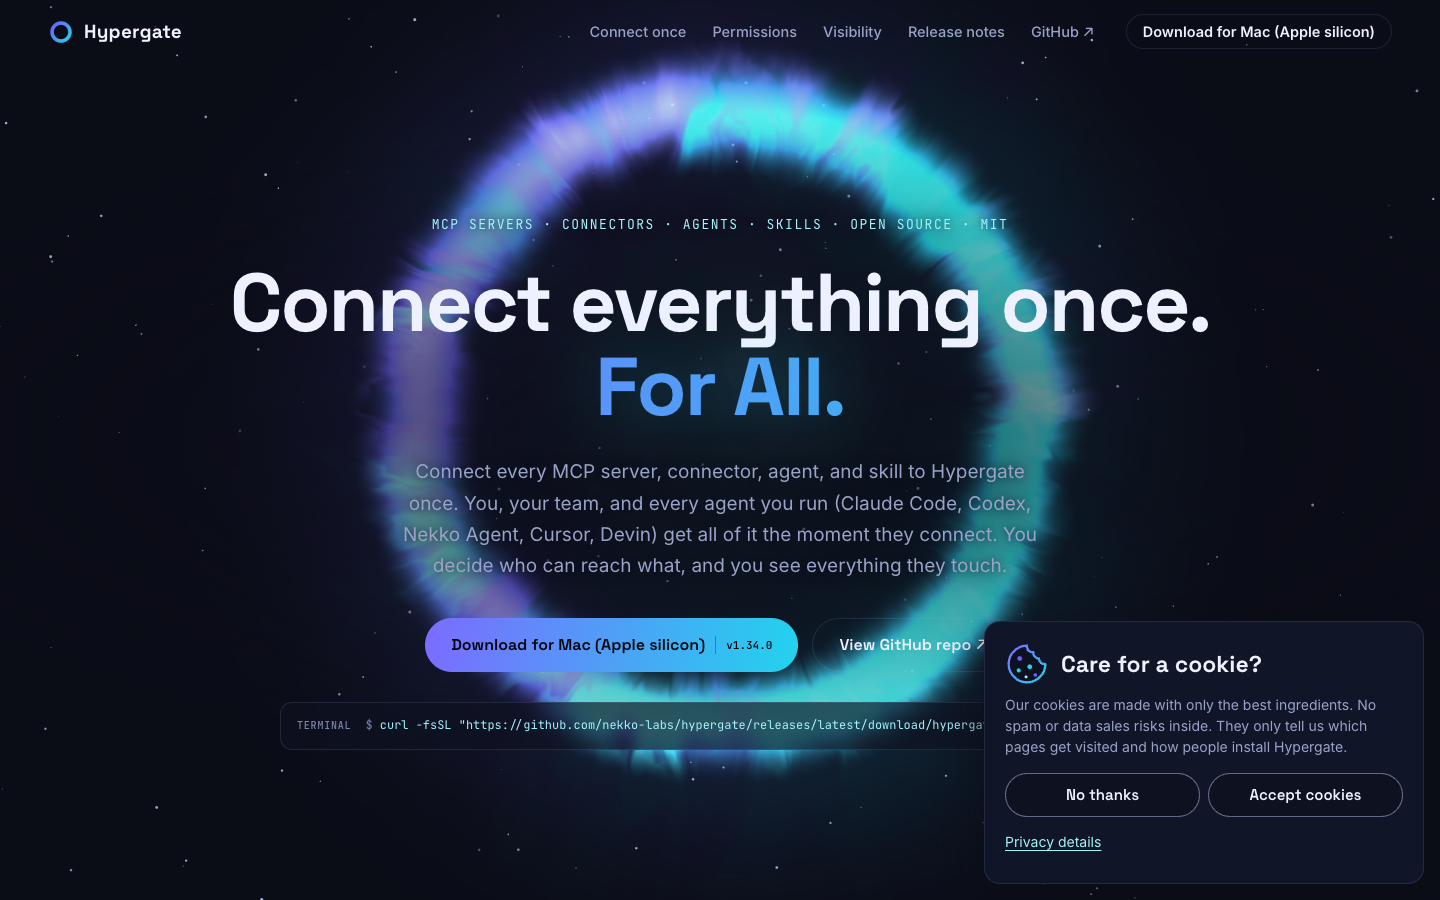 Hypergate
Connect once
Permissions
Visibility
Release notes
GitHub ↗
Download for Mac (Apple silicon)
MCP SERVERS · CONNECTORS · AGENTS · SKILLS · OPEN SOURCE · MIT
Connect everything once.
For All.
Connect every MCP server, connector, agent, and skill to Hypergate
once. You, your team, and every agent you run (Claude Code, Codex,
Nekko Agent, Cursor, Devin) get all of it the moment they connect. You
decide who can reach what, and you see everything they touch.
Download for Mac (Apple silicon) v1.34.0
View GitHub repo ↗
TERMINAL $ curl -fsSL "https://github.com/nekko-labs/hypergate/releases/latest/download/hypergat
Care for a cookie?
Our cookies are made with only the best ingredients. No
spam or data sales risks inside. They only tell us which
pages get visited and how people install Hypergate.
No thanks
Accept cookies
Privacy details